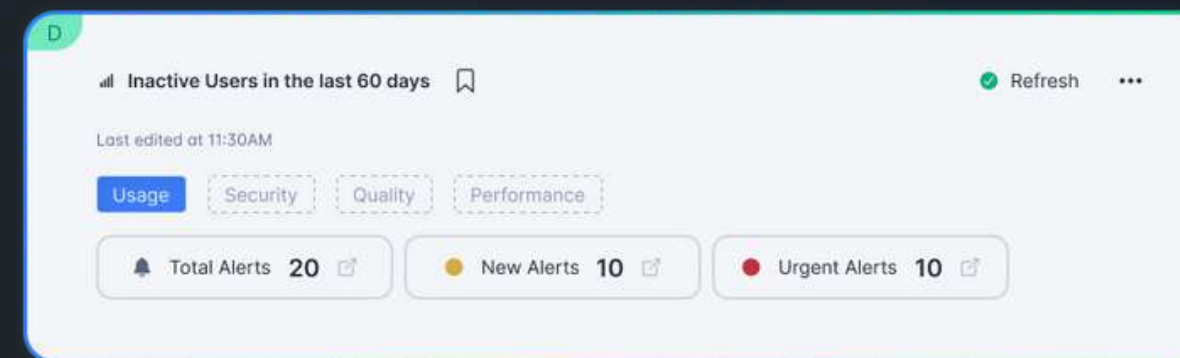 D
Inactive Users in the last 60 days Refresh
Last edited at 11:30AM
Usage Security Quality Performance
Total Alerts 20 New Alerts 10 Urgent Alerts 10